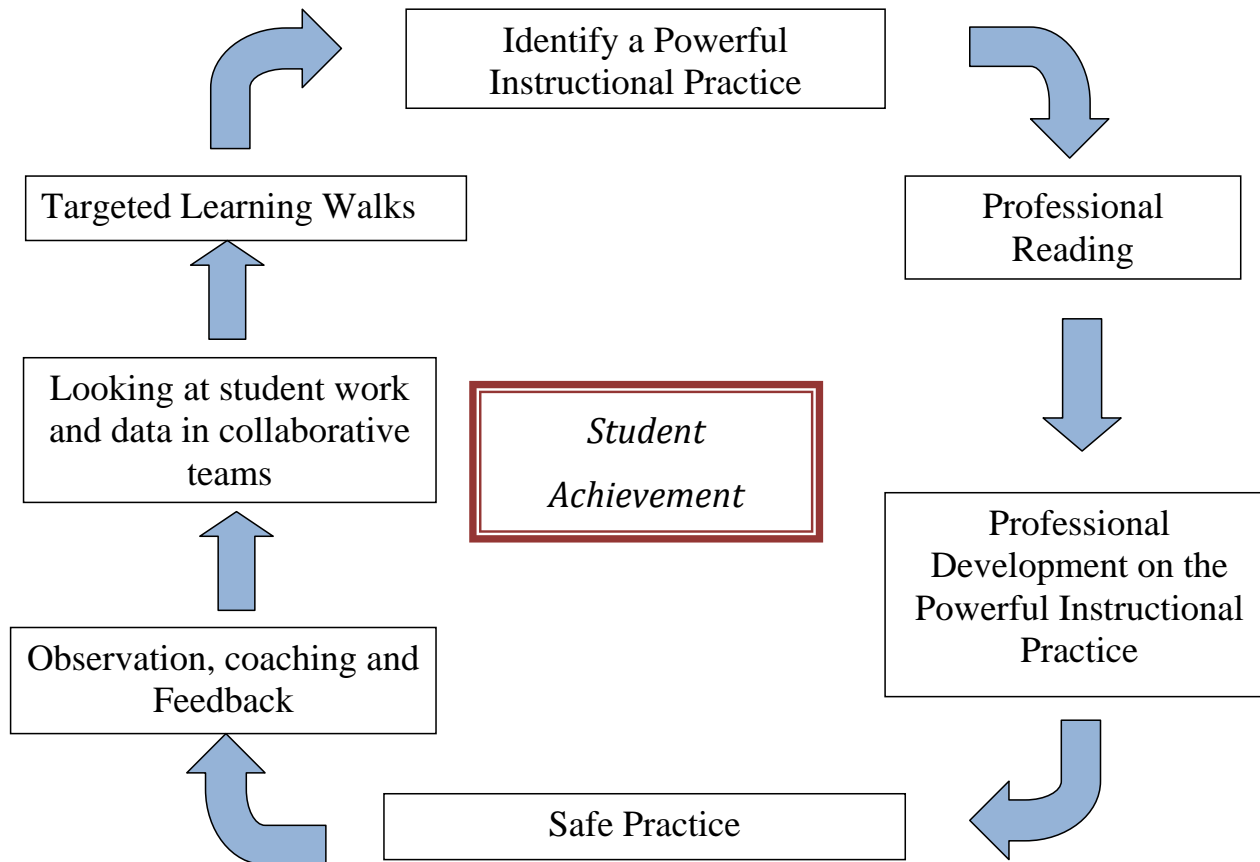 Identify a Powerful
Instructional Practice
Professional
Reading
Professional
Development on the
Powerful Instructional
Practice
Safe Practice
Observation, coaching and
Feedback
Looking at student work
and data in collaborative
teams
Targeted Learning Walks
Student
Achievement